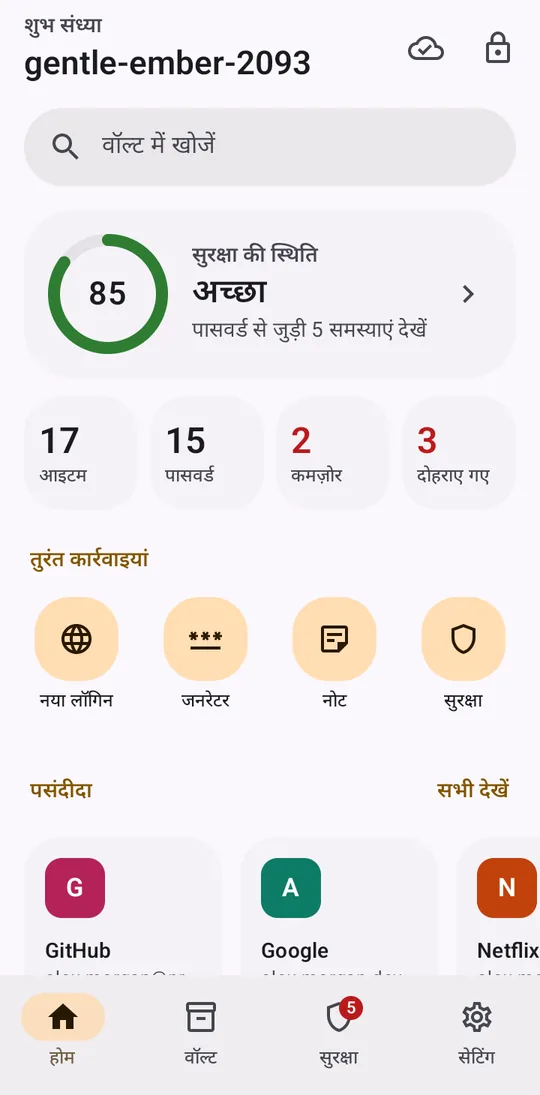 शुभ संध्या
gentle-ember-2093
वॉल्ट में खोजें
85
सुरक्षा की स्थिति
अच्छा
पासवर्ड से जुड़ी 5 समस्याएं देखें
17
आइटम
15
पासवर्ड
2
कमज़ोर
3
दोहराए गए
तुरंत कार्रवाइयां
नया लॉगिन
जनरेटर
नोट
सुरक्षा
पसंदीदा
सभी देखें
G
GitHub
A
Google
N
Netflix
होम
वॉल्ट
5
सुरक्षा
सेटिंग